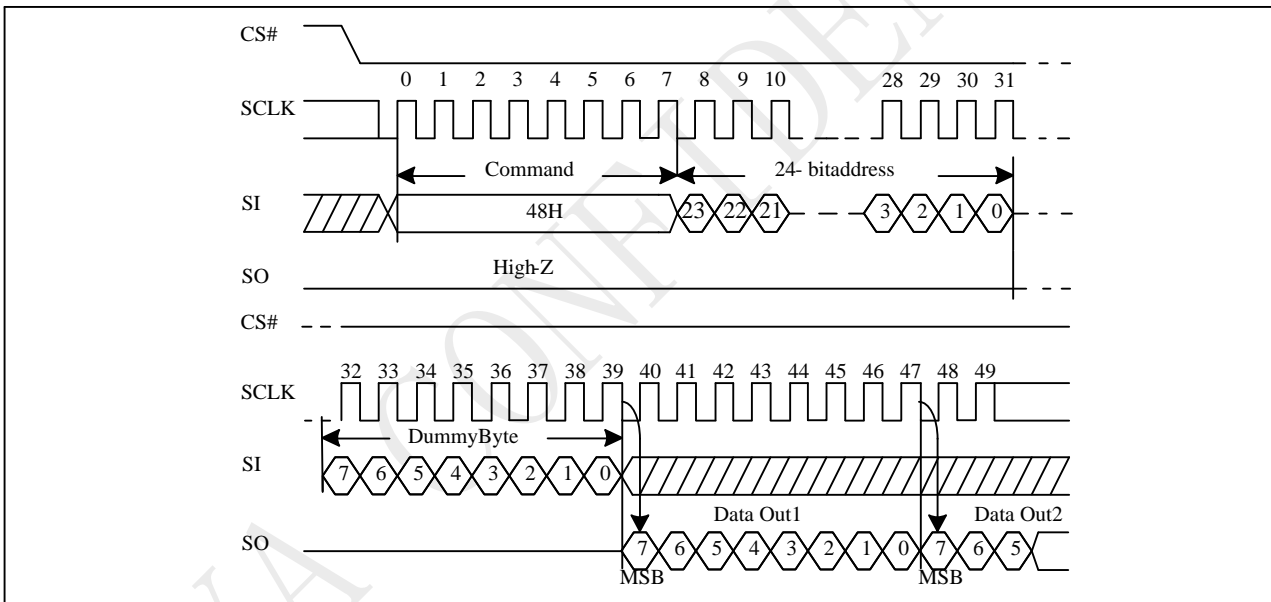 CS#
0 1 2 3 4 5 6 7 8 9 10 28 29 30 31
SCLK
Command 24- bitaddress
SI 48H 23 22 21 3 2 1 0
High-Z
SO
CS#
32 33 34 35 36 37 38 39 40 41 42 43 44 45 46 47 48 49
SCLK
DummyByte
SI 7 6 5 4 3 2 1 0
Data Out1 Data Out2
SO 7 6 5 4 3 2 1 0 7 6 5
MSB MSB